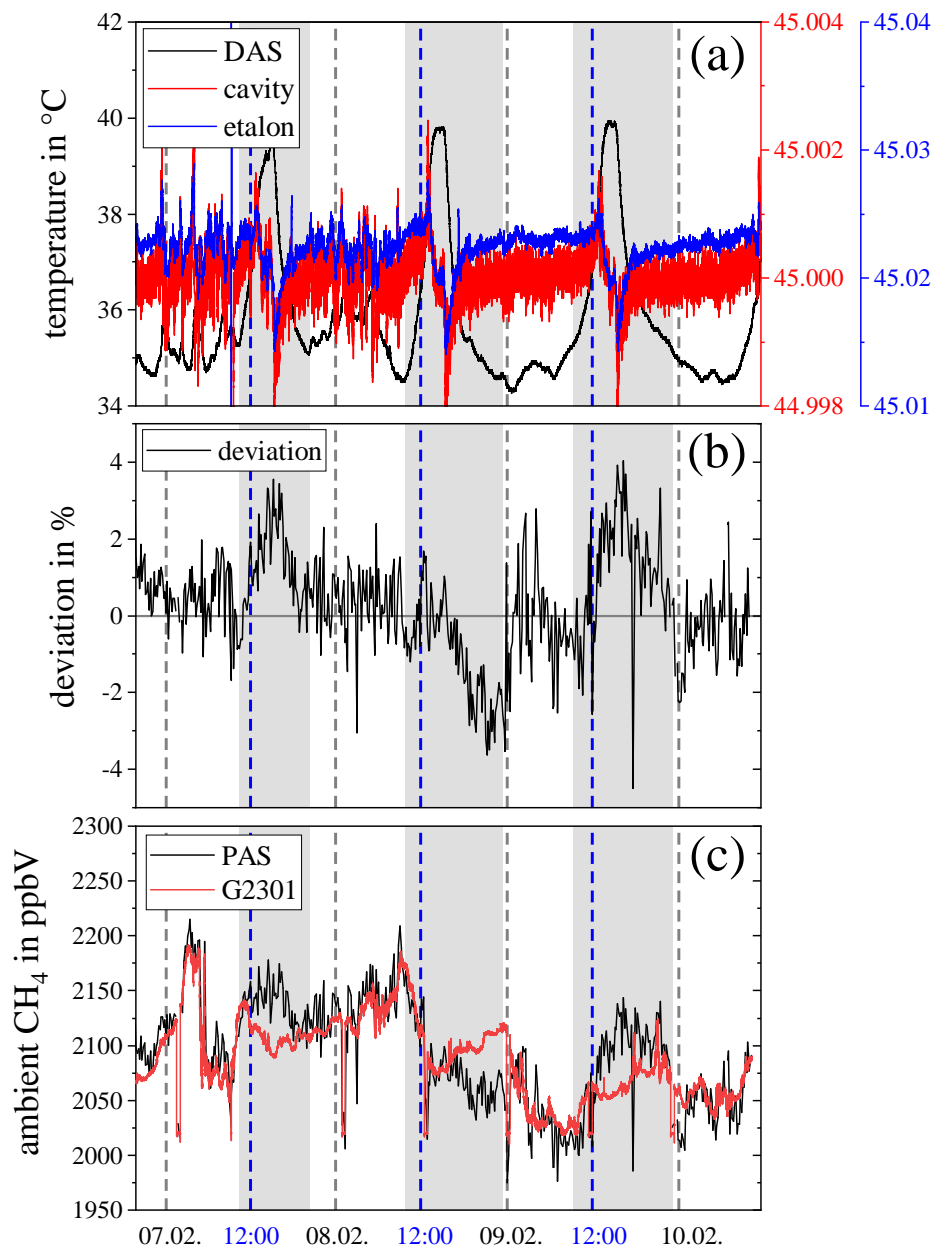 (a)
DAS
cavity
etalon
temperature in °C
42
40
38
36
34
45.004
45.002
45.000
44.998
45.04
45.03
45.02
45.01
(b)
deviation
deviation in %
4
2
0
-2
-4
(c)
PAS
G2301
ambient CH₄ in ppbV
2300
2250
2200
2150
2100
2050
2000
1950
07.02. 12:00 08.02. 12:00 09.02. 12:00 10.02.